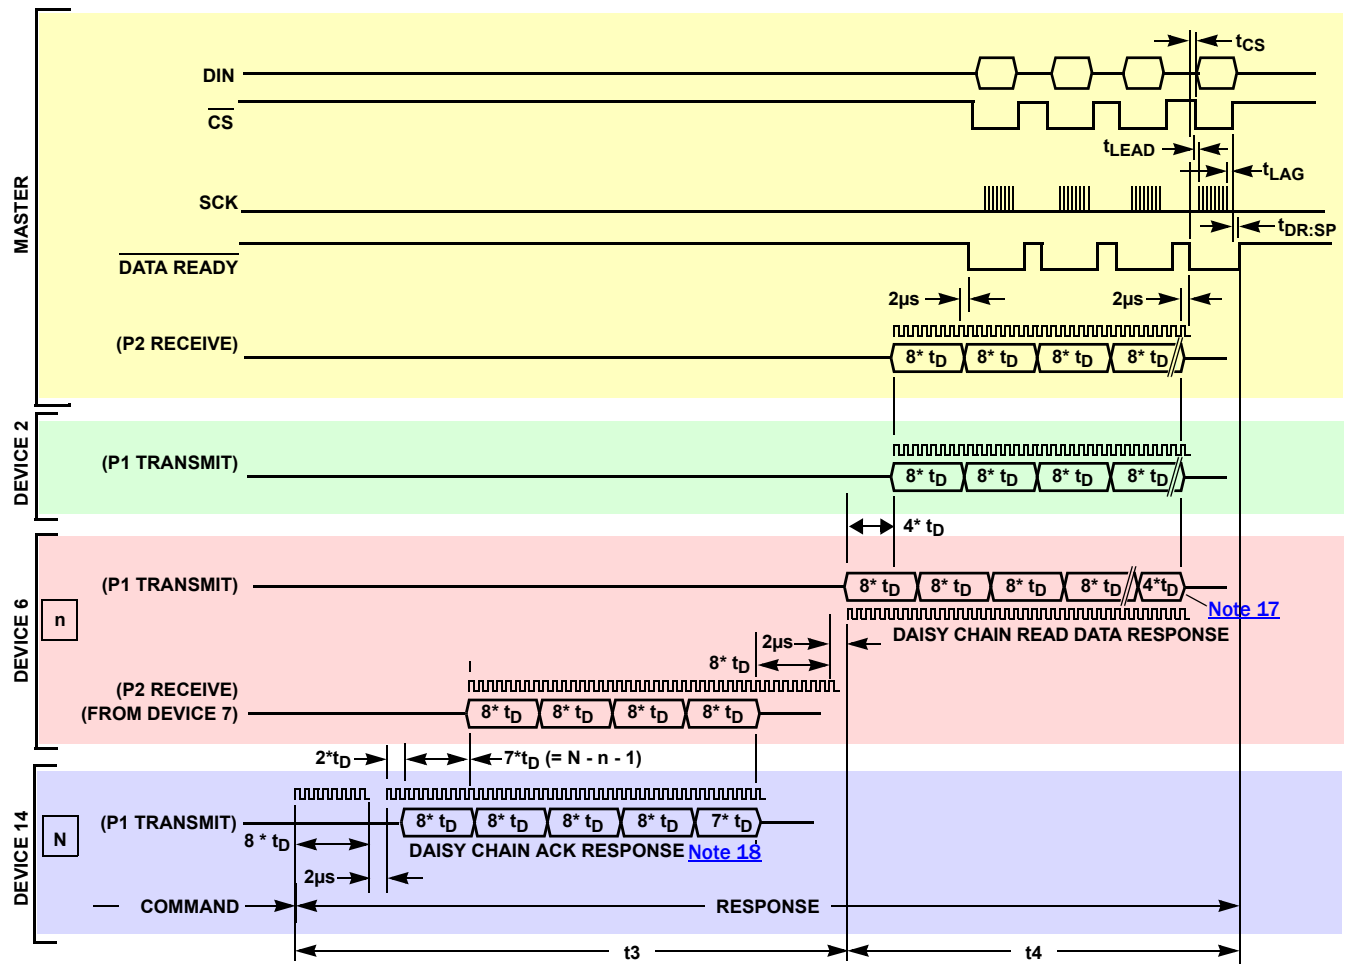 MASTER
tCS
DIN
CS
tLEAD
tLAG
SCK
tDR:SP
DATA READY
2µs
2µs
(P2 RECEIVE)
8* tD 8* tD 8* tD 8* tD
DEVICE 2
(P1 TRANSMIT)
8* tD 8* tD 8* tD 8* tD
4* tD
DEVICE 6
n
(P1 TRANSMIT)
8* tD 8* tD 8* tD 8* tD 4*tD
Note 17
DAISY CHAIN READ DATA RESPONSE
2µs
8* tD
(P2 RECEIVE)
(FROM DEVICE 7)
8* tD 8* tD 8* tD 8* tD
2*tD
7*tD (= N - n - 1)
DEVICE 14
N
(P1 TRANSMIT)
8* tD 8* tD 8* tD 8* tD 7* tD
8 * tD
DAISY CHAIN ACK RESPONSE Note 18
2µs
COMMAND
RESPONSE
t3
t4